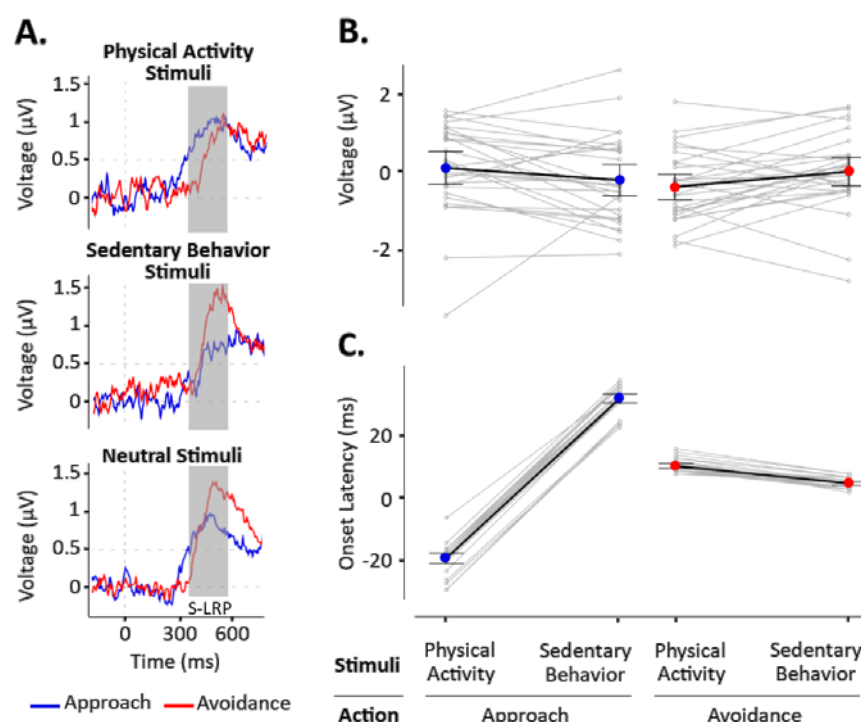 A.
Physical Activity
Stimuli
Voltage (μV)
1.5
1
0.5
0
Sedentary Behavior
Stimuli
Voltage (μV)
1.5
1
0.5
0
Neutral Stimuli
Voltage (μV)
1.5
1
0.5
0
S-LRP
0 300 600
Time (ms)
Approach Avoidance
B.
Voltage (μV)
2
0
-2
C.
Onset Latency (ms)
20
0
-20
Stimuli
Physical
Activity
Sedentary
Behavior
Physical
Activity
Sedentary
Behavior
Action Approach Avoidance